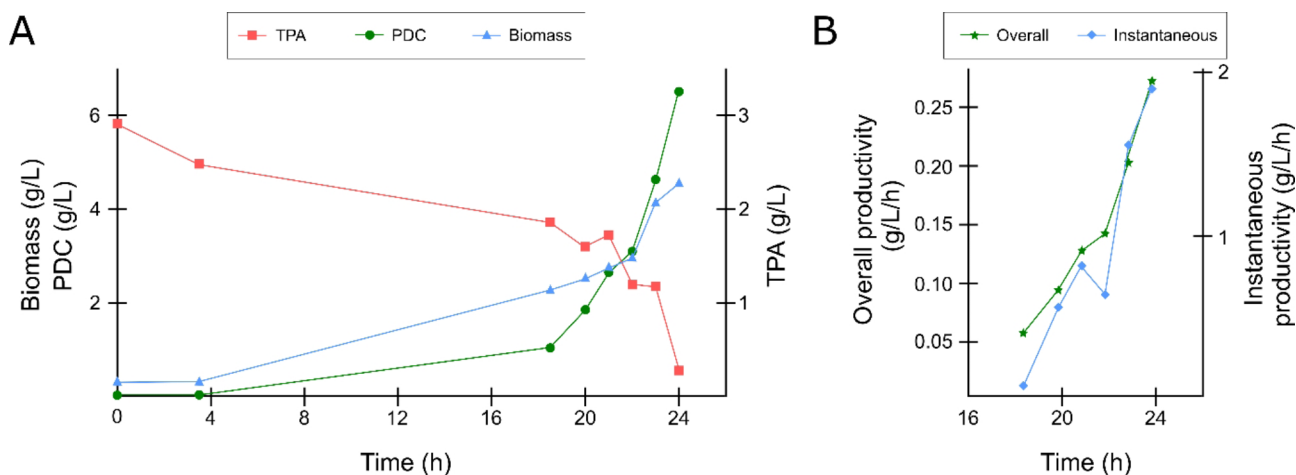 A
TPA PDC Biomass
Biomass (g/L)
PDC (g/L)
6
4
2
3
2
1
TPA (g/L)
0 4 8 12 16 20 24
Time (h)
B
Overall Instantaneous
Overall productivity
(g/L/h)
0.25
0.20
0.15
0.10
0.05
2
1
Instantaneous
productivity (g/L/h)
16 20 24
Time (h)